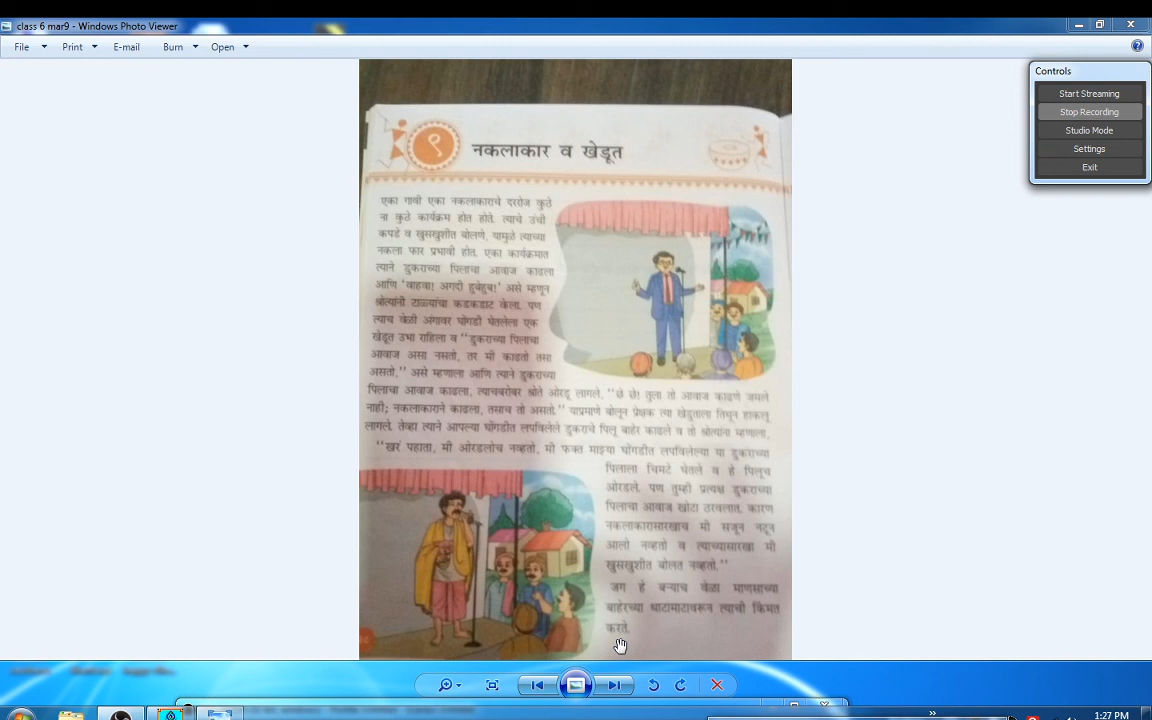 class 6 mar9 - Windows Photo Viewer
File Print E-mail Burn Open
Controls
Start Streaming
Stop Recording
Studio Mode
Settings
Exit
९ नकलाकार व खेडूत
एका गावी एका नकलाकाराचे दररोज कुठे
ना कुठे कार्यक्रम होत होते. त्याचे उंची
कपडे व खुसखुशीत बोलणे, यामुळे त्याच्या
नकला फार प्रभावी होत. एका कार्यक्रमात
त्याने डुकराच्या पिलाचा आवाज काढला
आणि ‘वाहवा! अगदी हुबेहुब!’ असे म्हणून
श्रोत्यांनी टाळ्यांचा कडकडाट केला. पण
त्याच वेळी अंगावर घोंगडी घेतलेला एक
खेडूत उभा राहिला व “डुकराच्या पिलाचा
आवाज असा नसतो, तर मी काढतो तसा
असतो,” असे म्हणाला आणि त्याने डुकराच्या
पिलाचा आवाज काढला, त्याचबरोबर श्रोते ओरडू लागले, “छे छे! तुला तो आवाज काढणे जमले
नाही; नकलाकाराने काढला, तसाच तो असतो.” याप्रमाणे बोलून प्रेक्षक त्या खेडूताला तिथून हाकलू
लागले. तेव्हा त्याने आपल्या घोंगडीत लपविलेले डुकराचे पिलू बाहेर काढले व तो श्रोत्यांना म्हणाला,
“खरं पहाता, मी ओरडलोच नव्हतो, मी फक्त माझ्या घोंगडीत लपविलेल्या या डुकराच्या
पिलाला चिमटे घेतले व हे पिलूच
ओरडले. पण तुम्ही प्रत्यक्ष डुकराच्या
पिलाचा आवाज खोटा ठरवलात. कारण
नकलाकारासारखाच मी सजून नटून
आलो नव्हतो व त्याच्यासारखा मी
खुसखुशीत बोलत नव्हतो.”
जग हे बऱ्याच वेळा माणसाच्या
बाहेरच्या थाटामाटावरून त्याची किंमत
करते.
1:27 PM